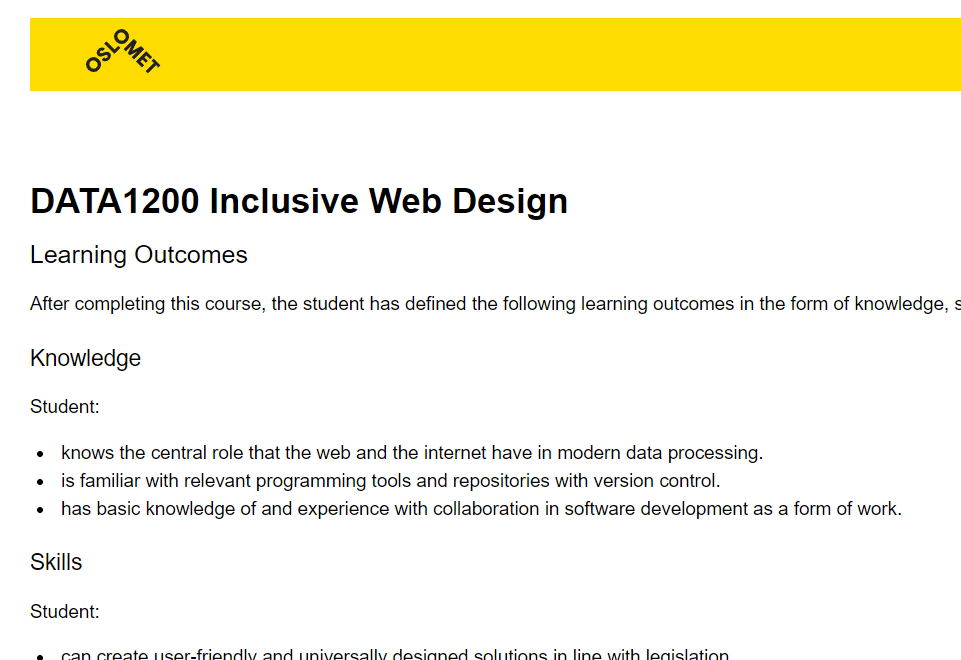 OSLOMET
DATA1200 Inclusive Web Design
Learning Outcomes
After completing this course, the student has defined the following learning outcomes in the form of knowledge,
Knowledge
Student:
knows the central role that the web and the internet have in modern data processing.
is familiar with relevant programming tools and repositories with version control.
has basic knowledge of and experience with collaboration in software development as a form of work.
Skills
Student:
can create user-friendly and universally designed solutions in line with legislation